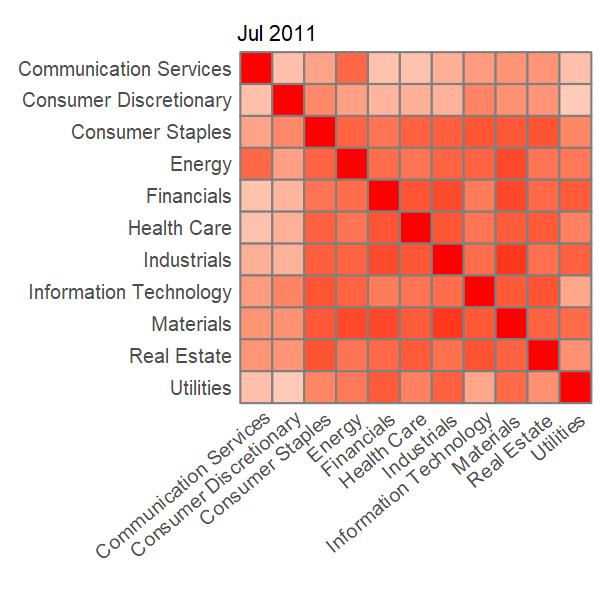 Jul 2011
Communication Services
Consumer Discretionary
Consumer Staples
Energy
Financials
Health Care
Industrials
Information Technology
Materials
Real Estate
Utilities
Communication Services
Consumer Discretionary
Consumer Staples
Energy
Financials
Health Care
Industrials
Information Technology
Materials
Real Estate
Utilities